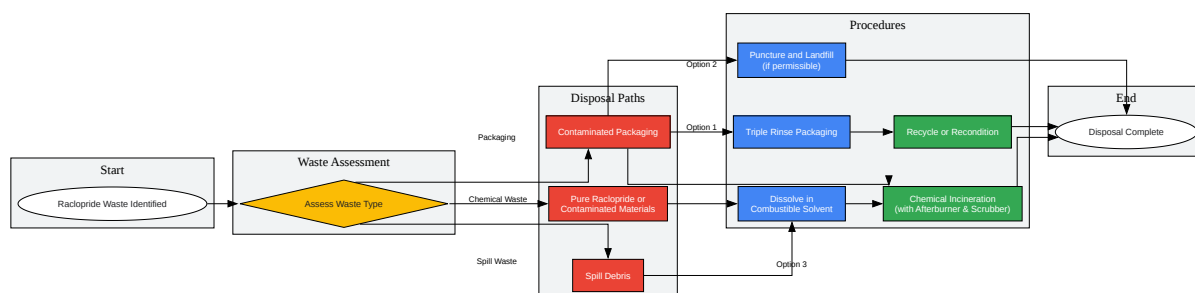 Procedures
Puncture and Landfill
(if permissible)
Option 2
Disposal Paths
End
Contaminated Packaging
Option 1
Triple Rinse Packaging
Recycle or Recondition
Disposal Complete
Packaging
Start
Waste Assessment
Raclopride Waste Identified
Assess Waste Type
Chemical Waste
Pure Raclopride or
Contaminated Materials
Dissolve in
Combustible Solvent
Chemical Incineration
(with Afterburner & Scrubber)
Spill Waste
Spill Debris
Option 3